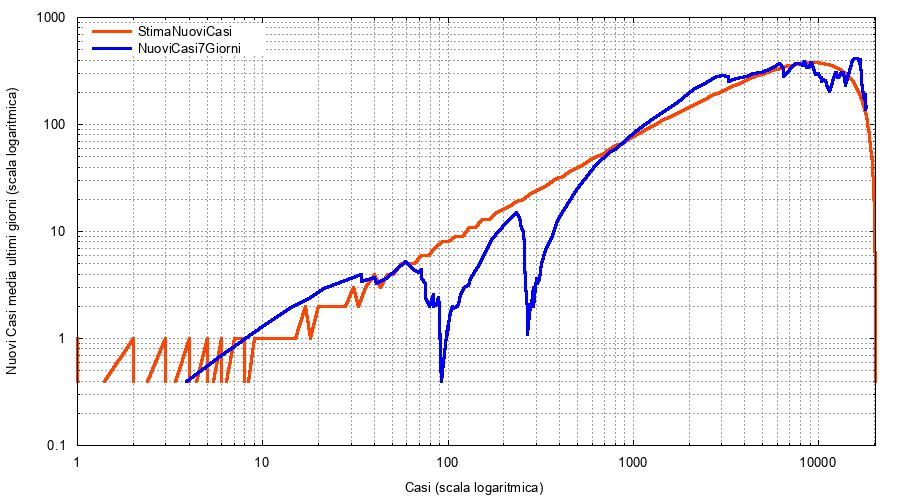 1000
StimaNuoviCasi
NuoviCasi7Giorni
100
10
1
0.1
Nuovi Casi media ultimi giorni (scala logaritmica)
1 10 100 1000 10000
Casi (scala logaritmica)